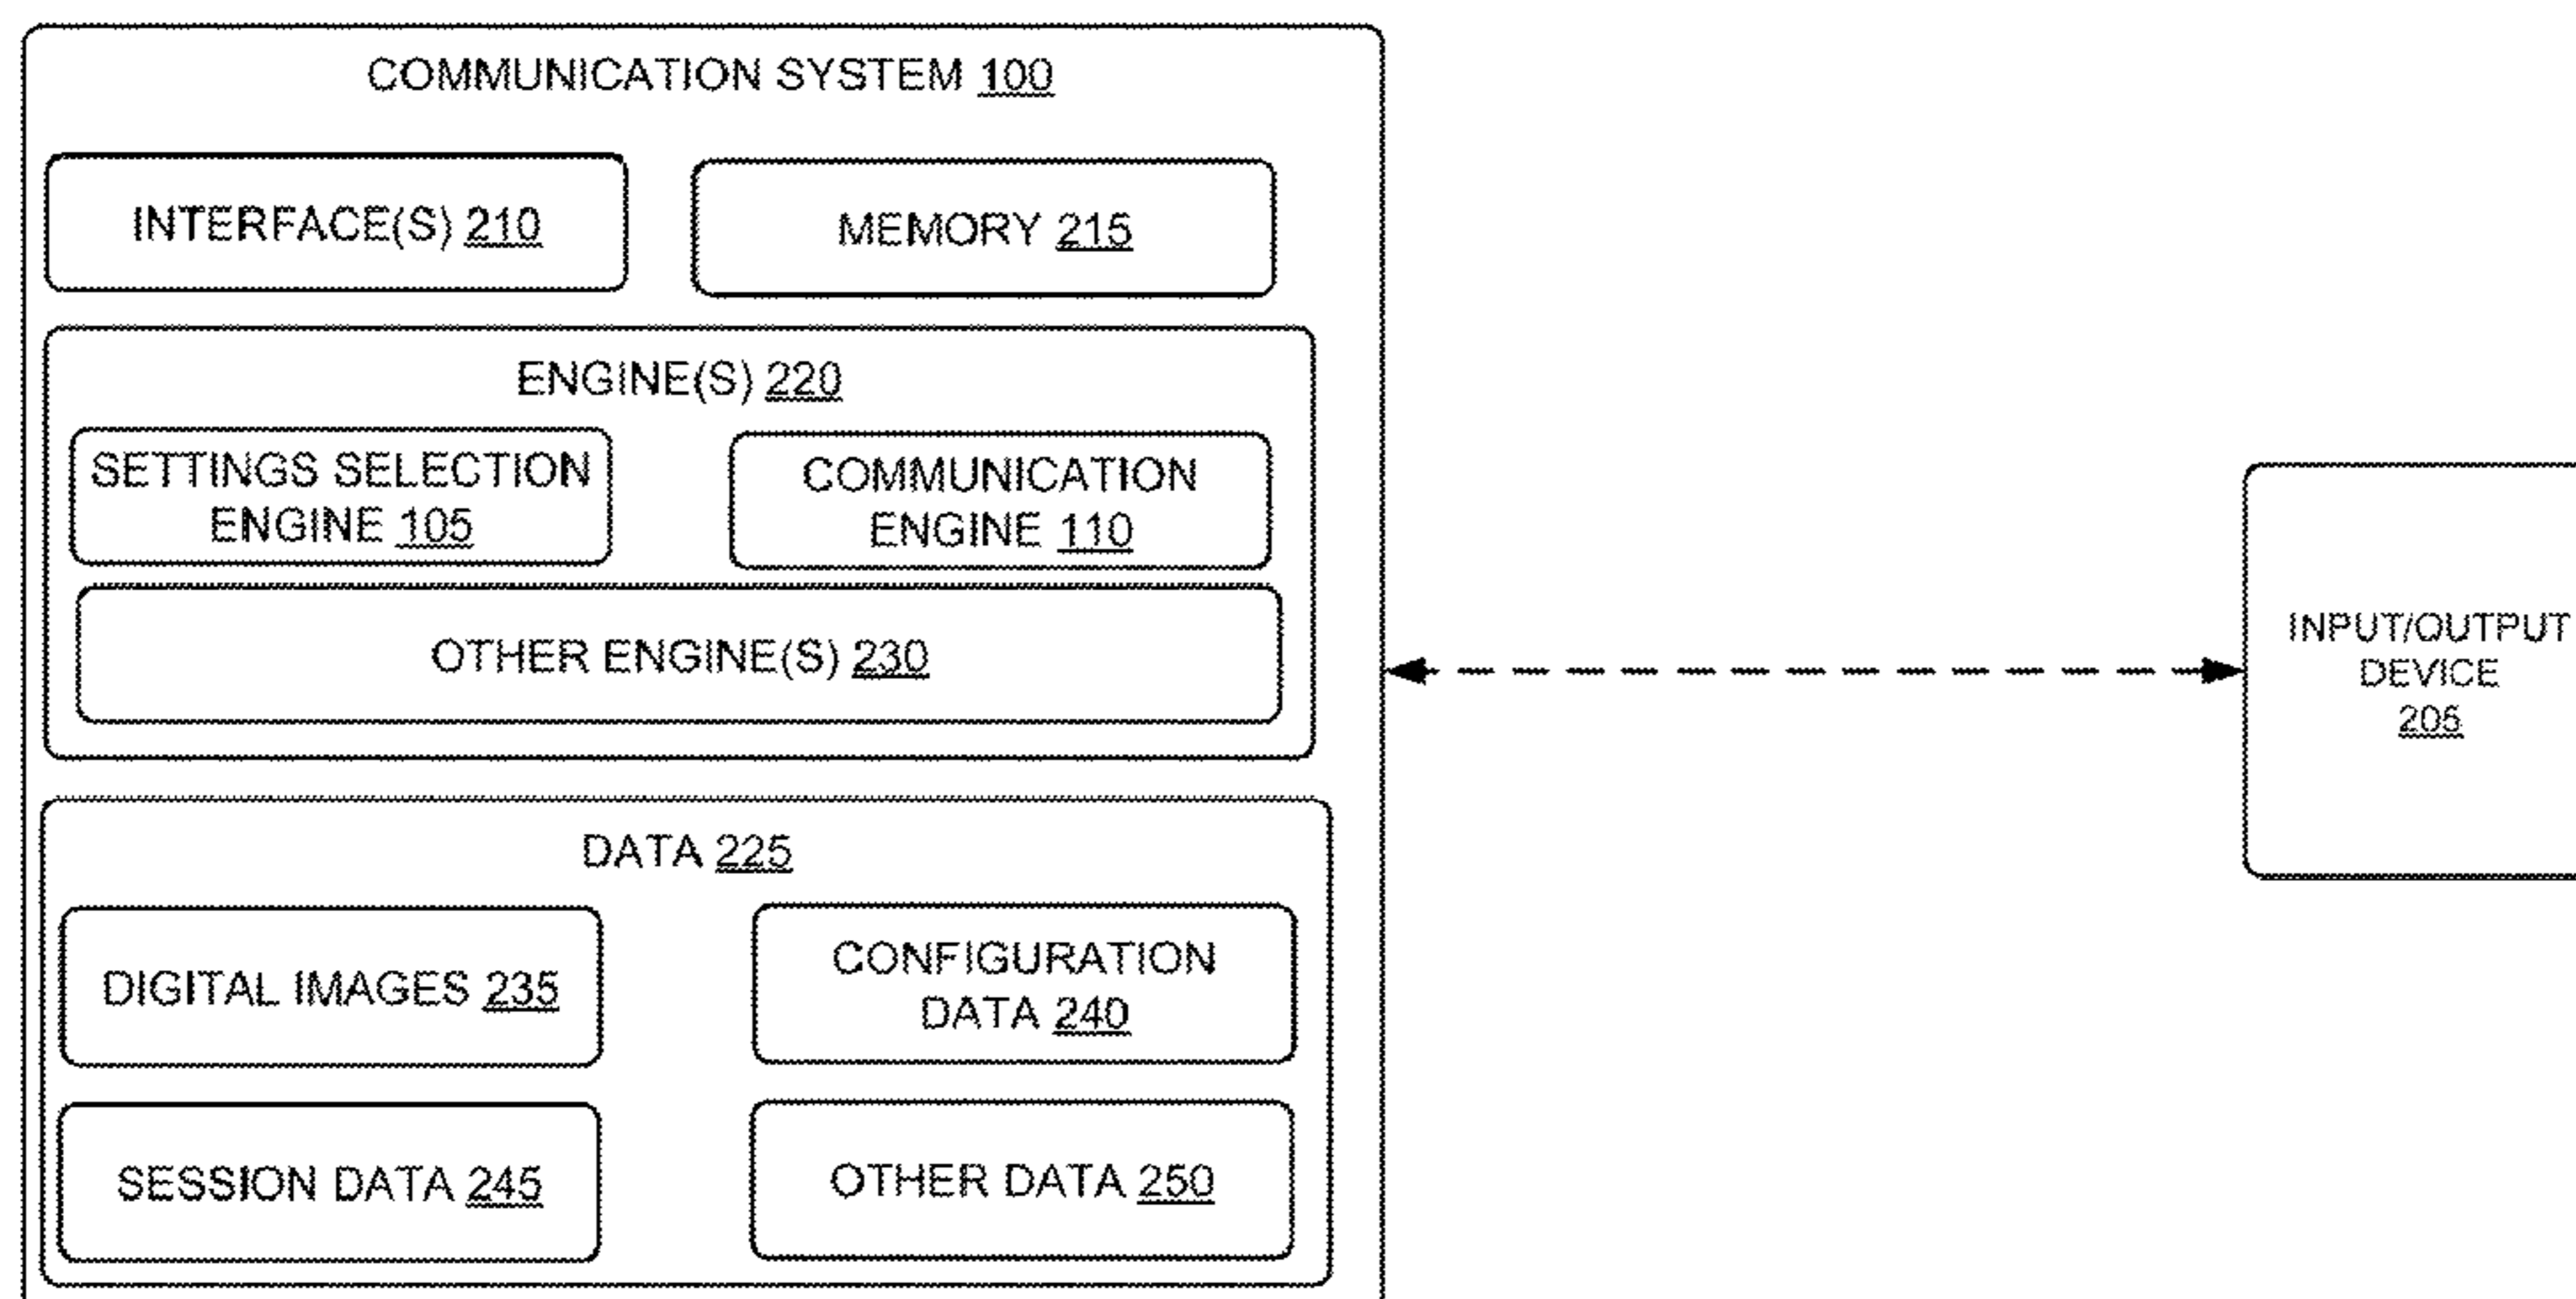 COMMUNICATION SYSTEM 100
INTERFACE(S) 210
MEMORY 215
ENGINE(S) 220
SETTINGS SELECTION
ENGINE 105
COMMUNICATION
ENGINE 110
OTHER ENGINE(S) 230
INPUT/OUTPUT
DEVICE
205
DATA 225
DIGITAL IMAGES 235
CONFIGURATION
DATA 240
SESSION DATA 245
OTHER DATA 250